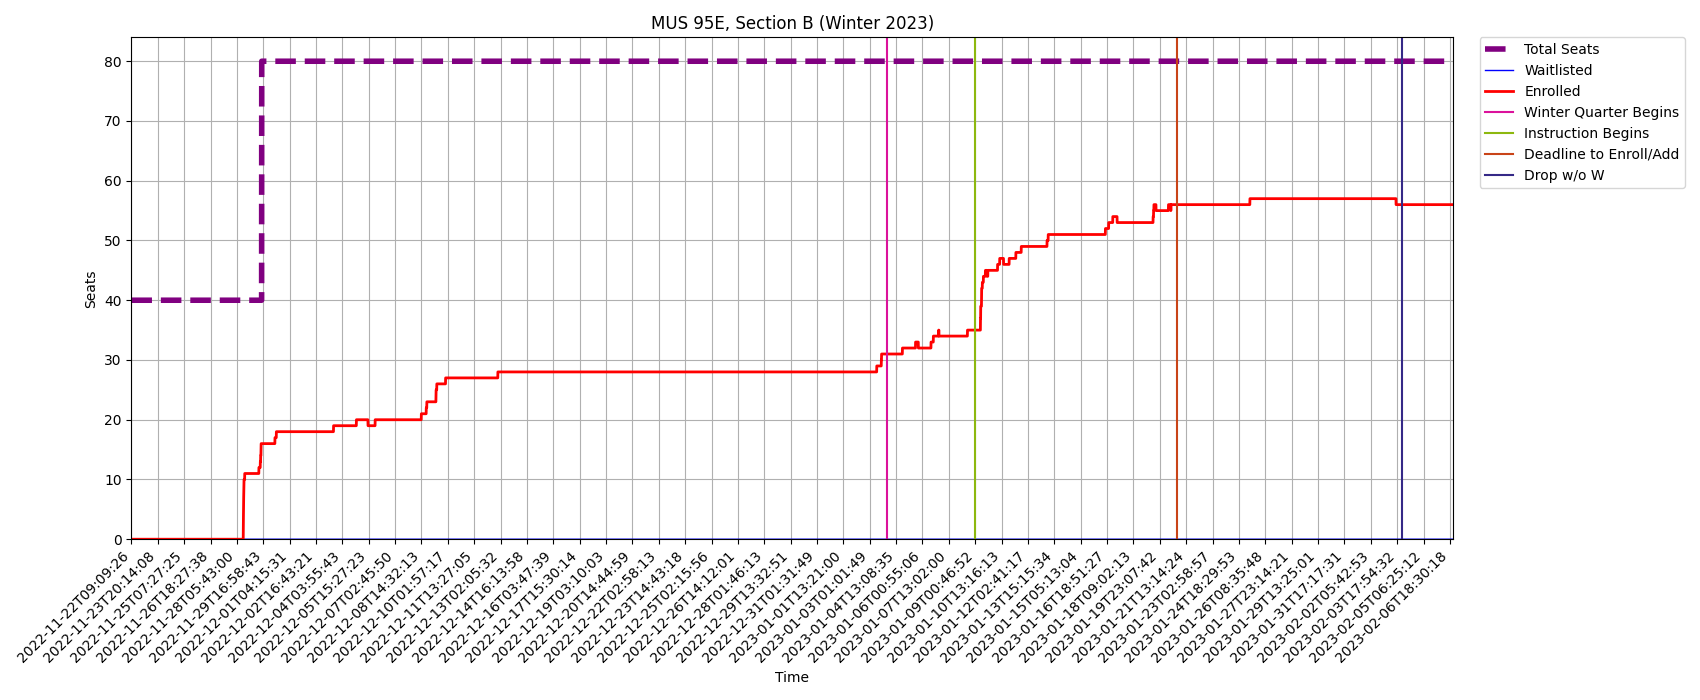 MUS 95E, Section B (Winter 2023)
Total Seats
Waitlisted
Enrolled
Winter Quarter Begins
Instruction Begins
Deadline to Enroll/Add
Drop w/o W
Seats
80
70
60
50
40
30
20
10
0
2022-11-22T09:09:26
2022-11-23T20:14:08
2022-11-25T07:27:25
2022-11-26T18:27:38
2022-11-28T05:43:00
2022-11-29T16:58:43
2022-12-01T04:15:31
2022-12-02T16:43:21
2022-12-04T03:55:43
2022-12-05T15:27:23
2022-12-07T02:45:50
2022-12-08T14:32:13
2022-12-10T01:57:17
2022-12-11T13:27:05
2022-12-13T02:05:32
2022-12-14T16:13:58
2022-12-16T03:47:39
2022-12-17T15:30:14
2022-12-19T03:10:03
2022-12-20T14:44:59
2022-12-22T02:58:13
2022-12-23T14:43:18
2022-12-25T02:15:56
2022-12-26T14:12:01
2022-12-28T01:46:13
2022-12-29T13:32:51
2022-12-31T01:31:49
2023-01-01T13:21:00
2023-01-03T01:01:49
2023-01-04T13:08:35
2023-01-06T00:55:06
2023-01-07T13:02:00
2023-01-09T00:46:52
2023-01-10T13:16:13
2023-01-12T02:41:17
2023-01-13T15:15:34
2023-01-15T05:13:04
2023-01-16T18:51:27
2023-01-18T09:02:13
2023-01-19T23:07:42
2023-01-21T13:14:24
2023-01-23T02:58:57
2023-01-24T18:29:53
2023-01-26T08:35:48
2023-01-27T23:14:21
2023-01-29T13:25:01
2023-01-31T17:17:31
2023-02-02T05:42:53
2023-02-03T17:54:32
2023-02-05T06:25:12
2023-02-06T18:30:18
Time